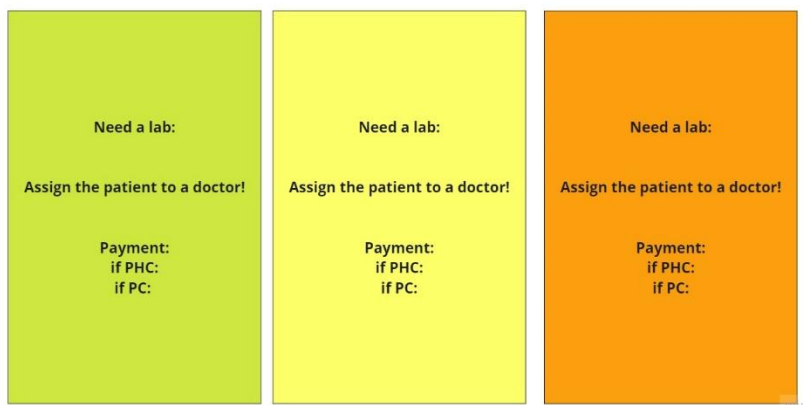 Need a lab:
Assign the patient to a doctor!
Payment:
if PHC:
if PC:
Need a lab:
Assign the patient to a doctor!
Payment:
if PHC:
if PC:
Need a lab:
Assign the patient to a doctor!
Payment:
if PHC:
if PC: